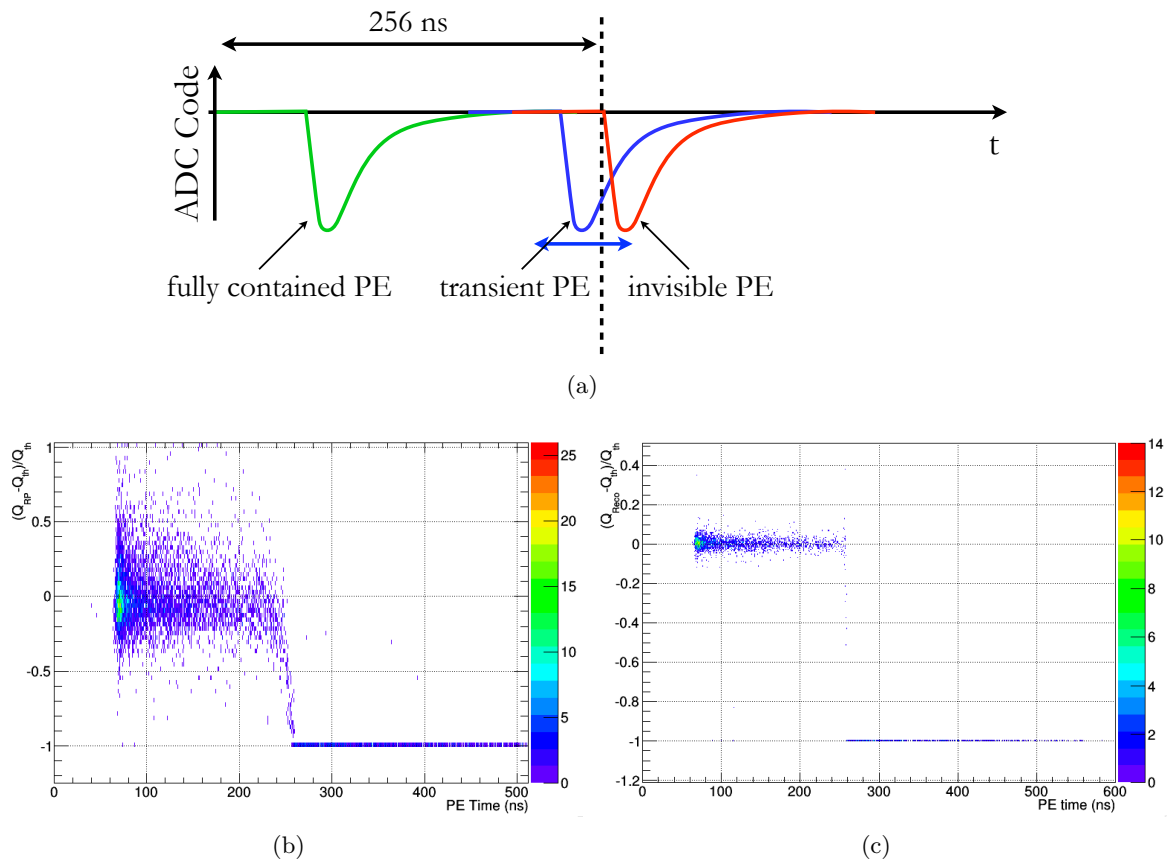 256 ns
ADC Code
t
fully contained PE
transient PE
invisible PE
(a)
(Q_RP-Q_th)/Q_th
1
0.5
0
-0.5
-1
0 100 200 300 400 500
PE Time (ns)
25
20
15
10
5
0
(b)
(Q_Reco-Q_th)/Q_th
0.4
0.2
0
-0.2
-0.4
-0.6
-0.8
-1
-1.2
0 100 200 300 400 500 600
PE time (ns)
14
12
10
8
6
4
2
0
(c)